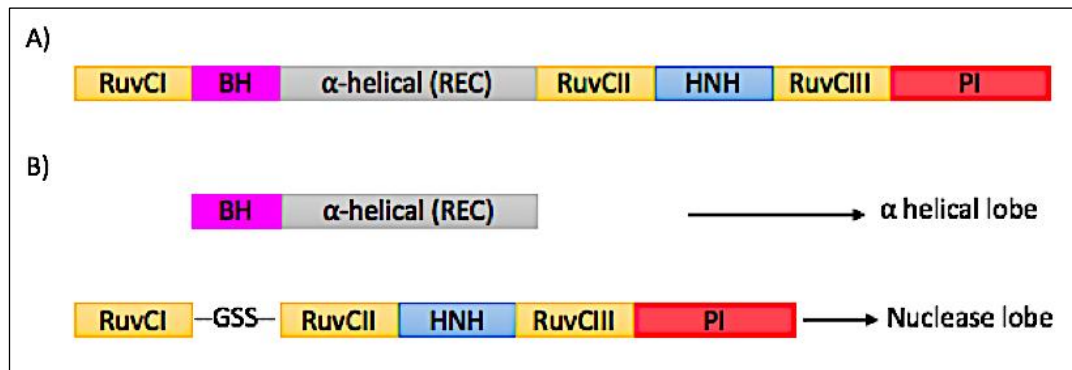 A)
RuvCI BH α-helical (REC) RuvCII HNH RuvCIII PI
B)
BH α-helical (REC) α helical lobe
RuvCI —GSS— RuvCII HNH RuvCIII PI Nuclease lobe